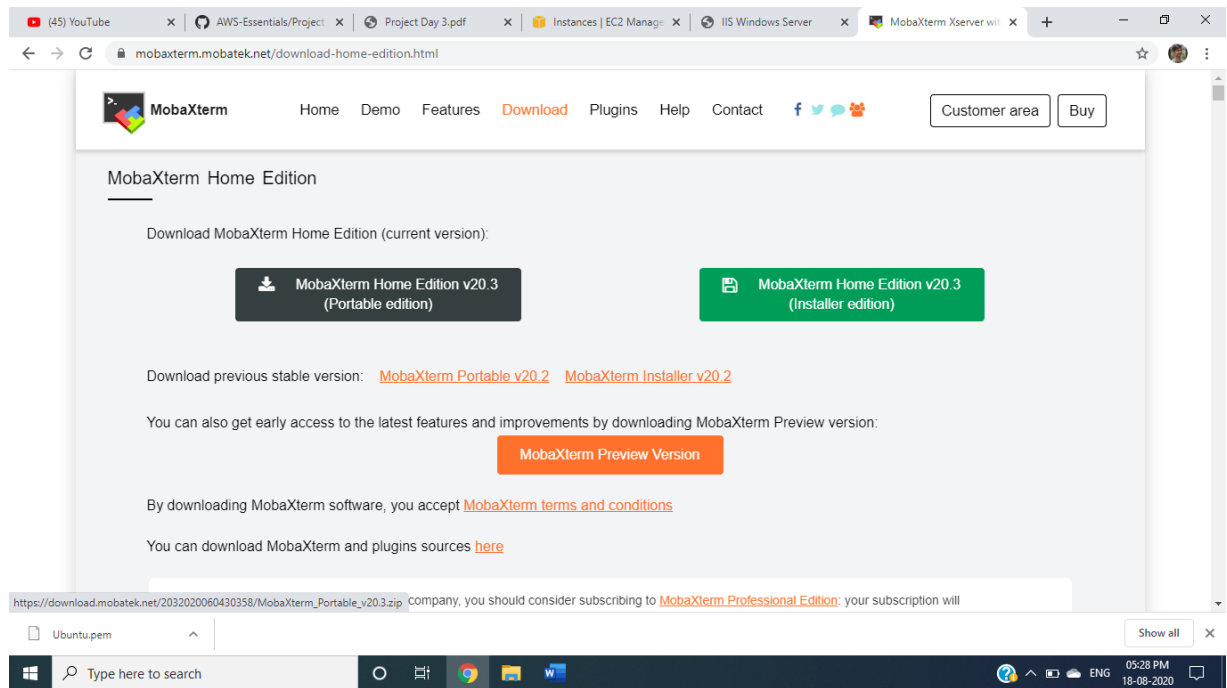 (45) YouTube
AWS-Essentials/Project
Project Day 3.pdf
Instances | EC2 Manage
IIS Windows Server
MobaXterm Xserver wit
mobaxterm.mobatek.net/download-home-edition.html
MobaXterm
Home Demo Features Download Plugins Help Contact
Customer area
Buy
MobaXterm Home Edition
Download MobaXterm Home Edition (current version):
MobaXterm Home Edition v20.3
(Portable edition)
MobaXterm Home Edition v20.3
(Installer edition)
Download previous stable version: MobaXterm Portable v20.2 MobaXterm Installer v20.2
You can also get early access to the latest features and improvements by downloading MobaXterm Preview version:
MobaXterm Preview Version
By downloading MobaXterm software, you accept MobaXterm terms and conditions
You can download MobaXterm and plugins sources here
https://download.mobatek.net/2032020060430358/MobaXterm_Portable_v20.3.zip
company, you should consider subscribing to MobaXterm Professional Edition: your subscription will
Ubuntu.pem
Show all
Type here to search
ENG
05:28 PM
18-08-2020